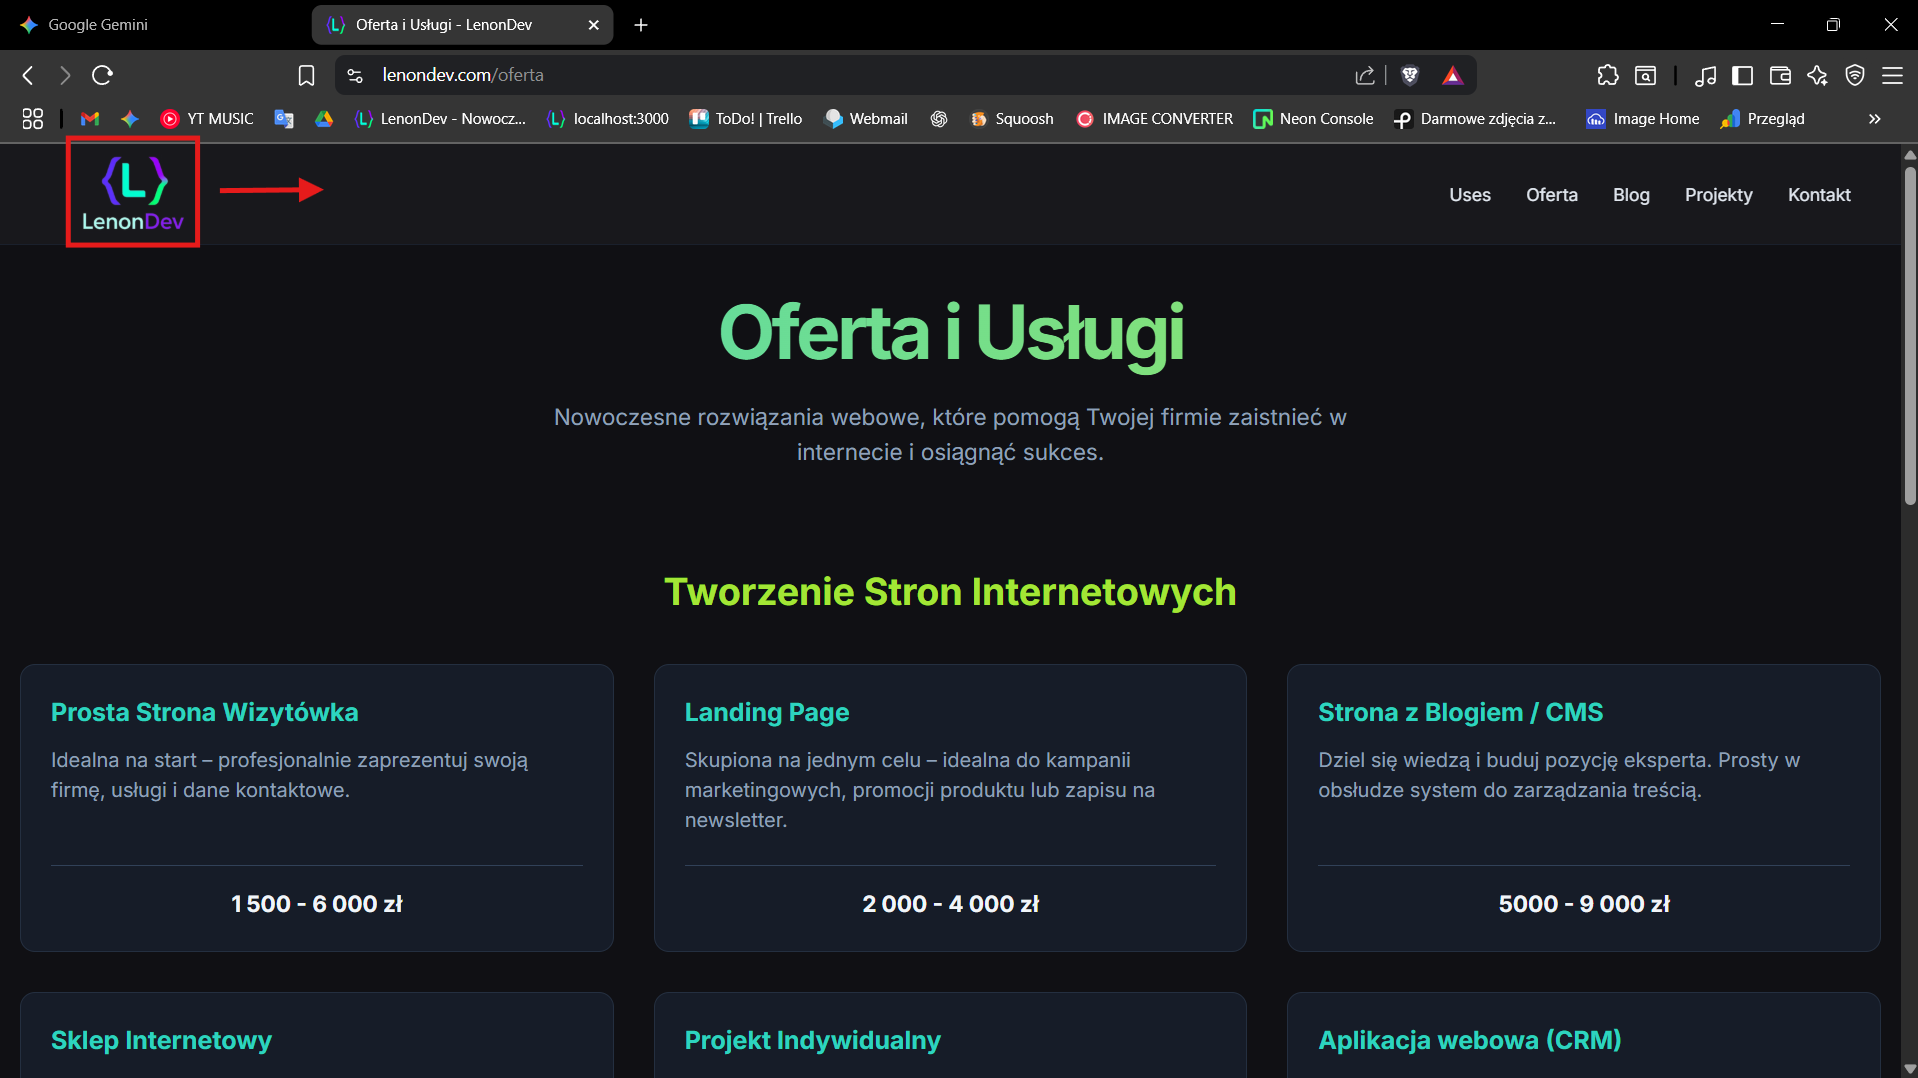 Google Gemini
{L} Oferta i Usługi - LenonDev
lenondev.com/oferta
YT MUSIC
{L} LenonDev - Nowocz...
{L} localhost:3000
ToDo! | Trello
Webmail
Squoosh
IMAGE CONVERTER
Neon Console
Darmowe zdjęcia z...
Image Home
Przegląd
{L}
LenonDev
Uses
Oferta
Blog
Projekty
Kontakt
Oferta i Usługi
Nowoczesne rozwiązania webowe, które pomogą Twojej firmie zaistnieć w
internecie i osiągnąć sukces.
Tworzenie Stron Internetowych
Prosta Strona Wizytówka
Idealna na start – profesjonalnie zaprezentuj swoją
firmę, usługi i dane kontaktowe.
1 500 - 6 000 zł
Landing Page
Skupiona na jednym celu – idealna do kampanii
marketingowych, promocji produktu lub zapisu na
newsletter.
2 000 - 4 000 zł
Strona z Blogiem / CMS
Dziel się wiedzą i buduj pozycję eksperta. Prosty w
obsłudze system do zarządzania treścią.
5000 - 9 000 zł
Sklep Internetowy
Projekt Indywidualny
Aplikacja webowa (CRM)